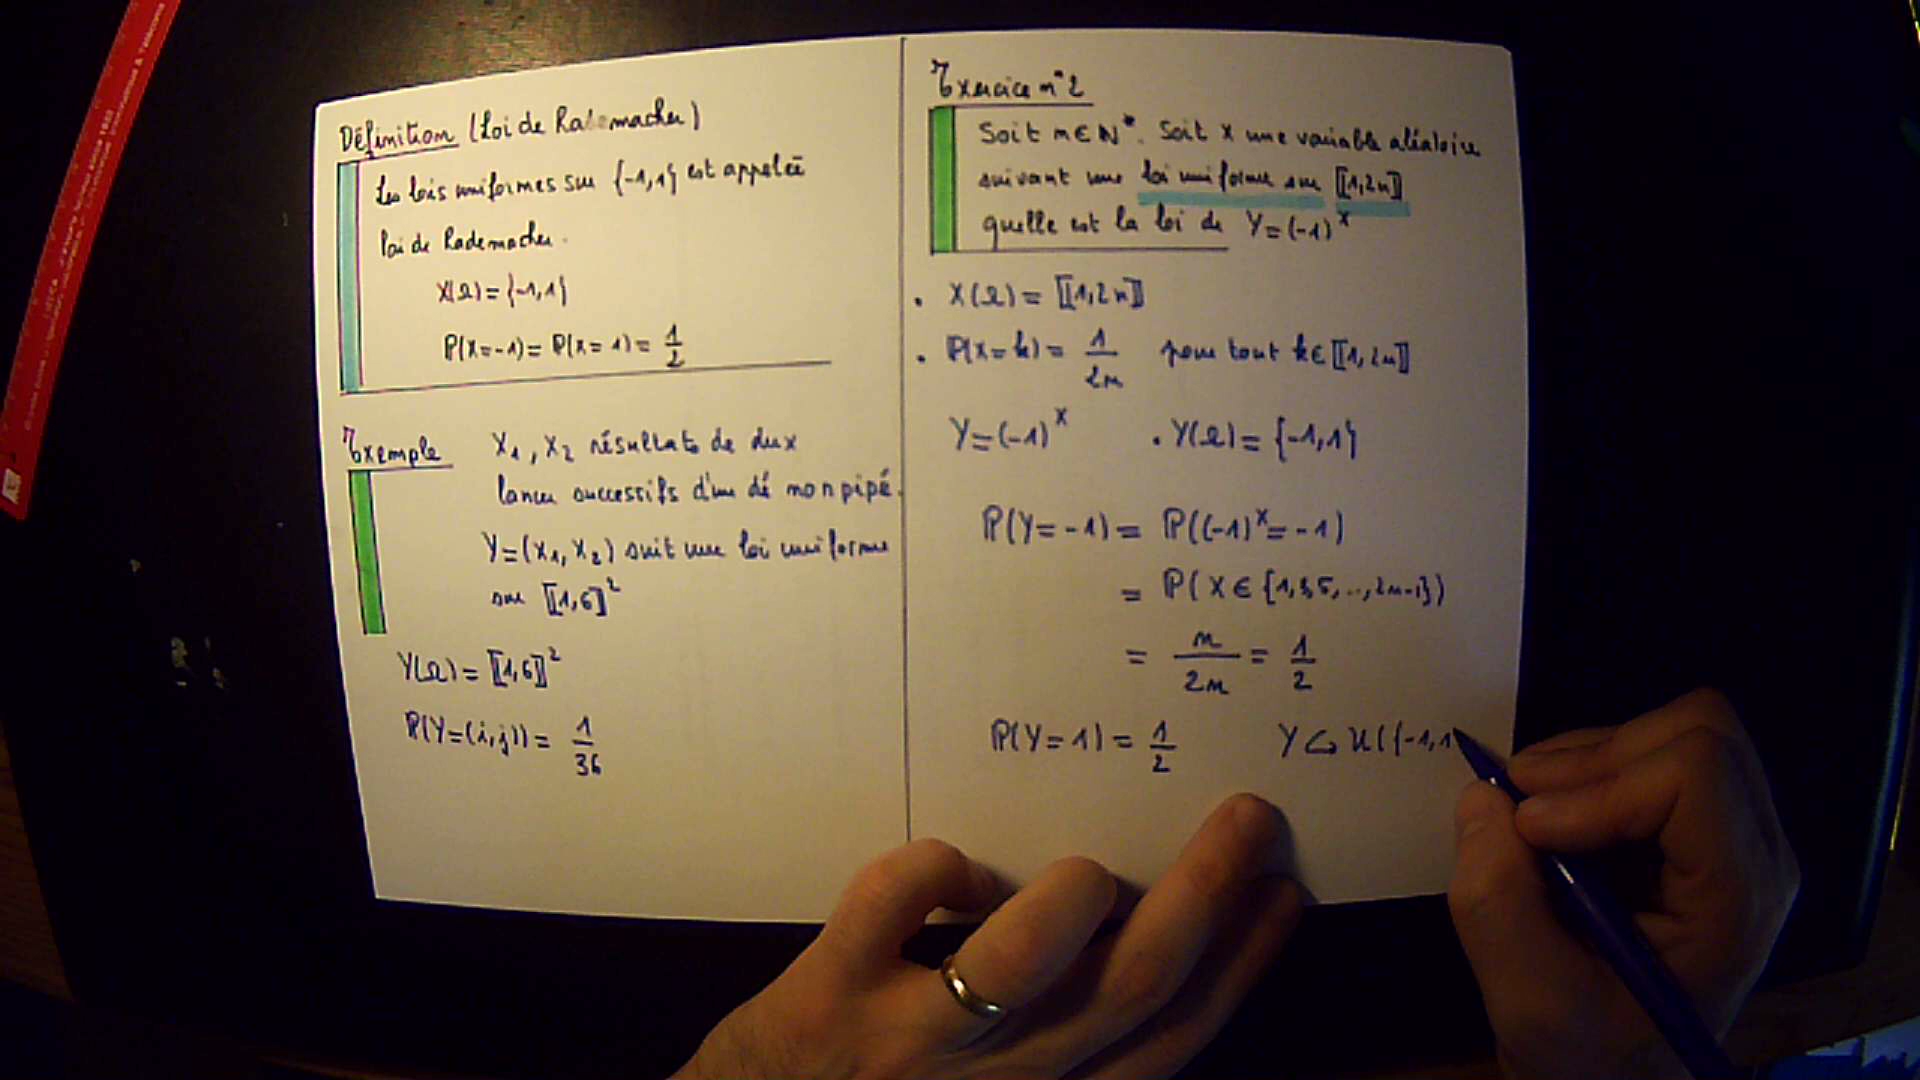 Définition (Loi de Rademacher)
Les lois uniformes sur {-1,1} est appelée
loi de Rademacher.
X(Ω) = {-1,1}
P(X=-1) = P(X=1) = 1/2
Exemple X₁, X₂ résultats de dux
lancer successifs d'un dé non pipé.
Y=(X₁,X₂) suit une loi uniforme
sur ⟦1,6⟧²
Y(Ω) = ⟦1,6⟧²
P(Y=(i,j)) = 1/36
Exercice n°2
Soit n∈ℕ*. Soit X une variable aléatoire
suivant une loi uniforme sur ⟦1,2n⟧
quelle est la loi de Y=(-1)^X
• X(Ω) = ⟦1,2n⟧
• P(X=k) = 1/2n pour tout k∈⟦1,2n⟧
Y=(-1)^X • Y(Ω) = {-1,1}
P(Y=-1) = P((-1)^X=-1)
= P(X∈{1,3,5,...,2n-1})
= n/2n = 1/2
P(Y=1) = 1/2 Y↪U({-1,1